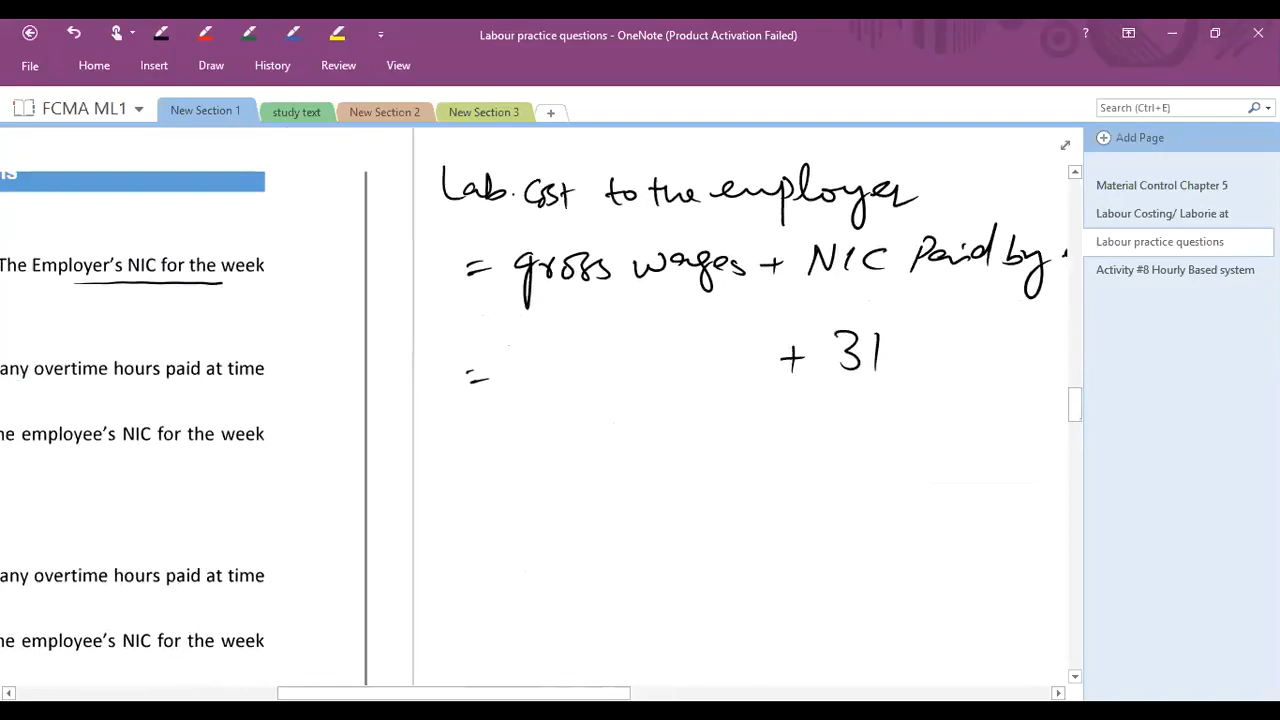 Labour practice questions - OneNote (Product Activation Failed)
?
File Home Insert Draw History Review View
FCMA ML1 New Section 1 study text New Section 2 New Section 3 +
Search (Ctrl+E)
Add Page
Material Control Chapter 5
Labour Costing/ Laborie at
Labour practice questions
Activity #8 Hourly Based system
The Employer's NIC for the week
any overtime hours paid at time
he employee's NIC for the week
any overtime hours paid at time
he employee's NIC for the week
Lab. Cost to the employer
= gross wages + NIC Paid by
= + 31